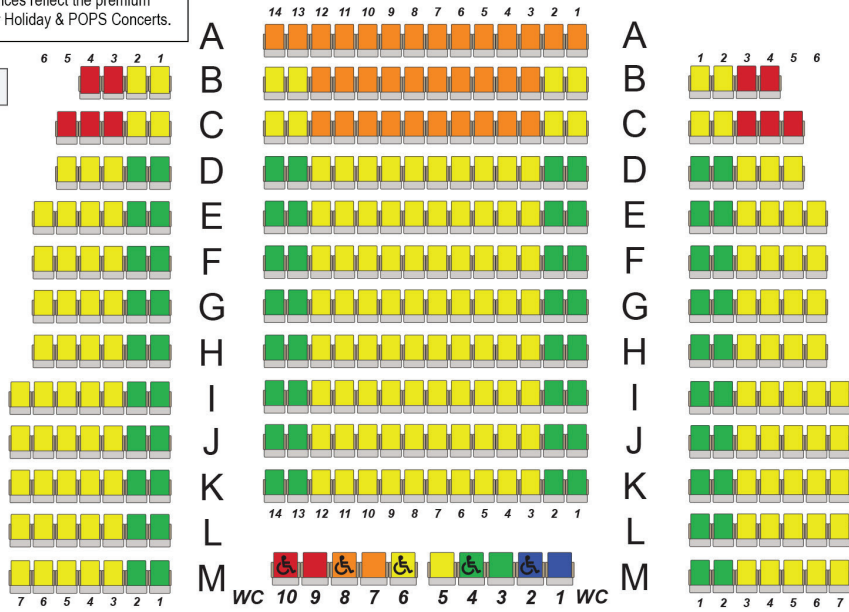 nces reflect the premium
Holiday & POPS Concerts.
14 13 12 11 10 9 8 7 6 5 4 3 2 1
A A
6 5 4 3 2 1
1 2 3 4 5 6
B B B
C C C
D D D
E E E
F F F
G G G
H H H
I I I
J J J
K K K
14 13 12 11 10 9 8 7 6 5 4 3 2 1
L L L
M M M
WC 10 9 8 7 6 5 4 3 2 1 WC
7 6 5 4 3 2 1
1 2 3 4 5 6 7